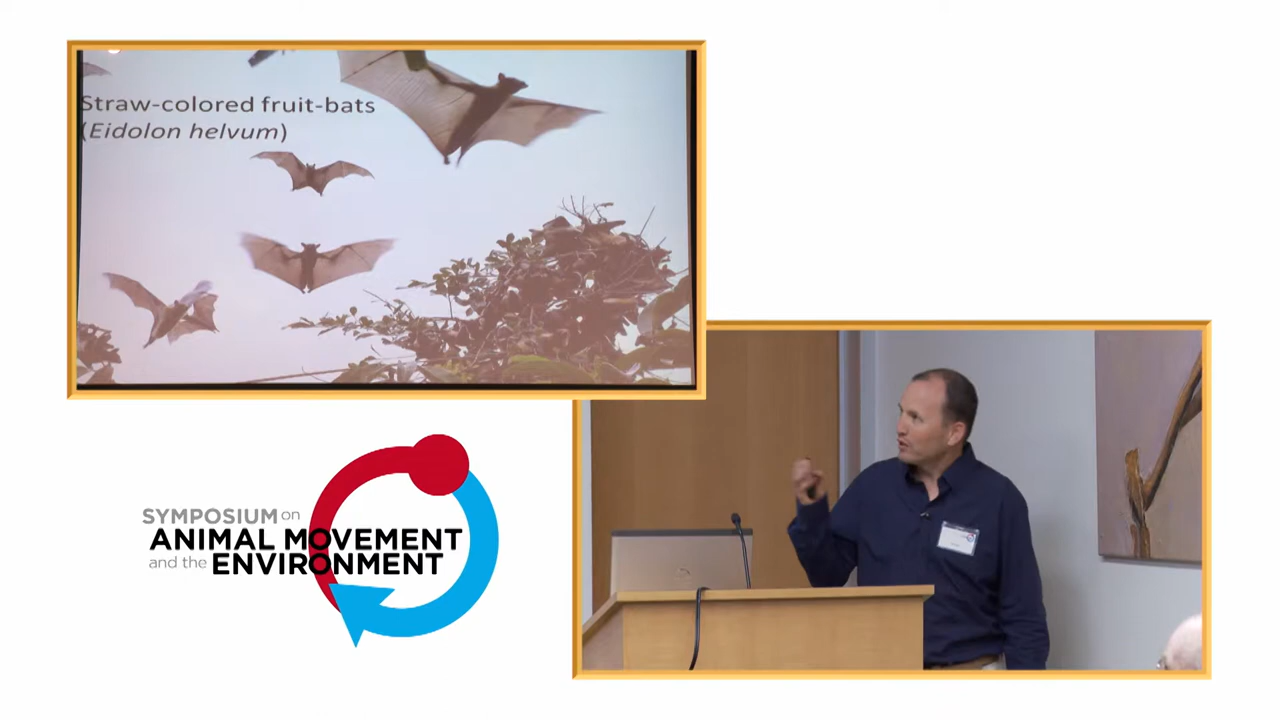 Straw-colored fruit-bats
(Eidolon helvum)
SYMPOSIUM on
ANIMAL MOVEMENT
and the ENVIRONMENT